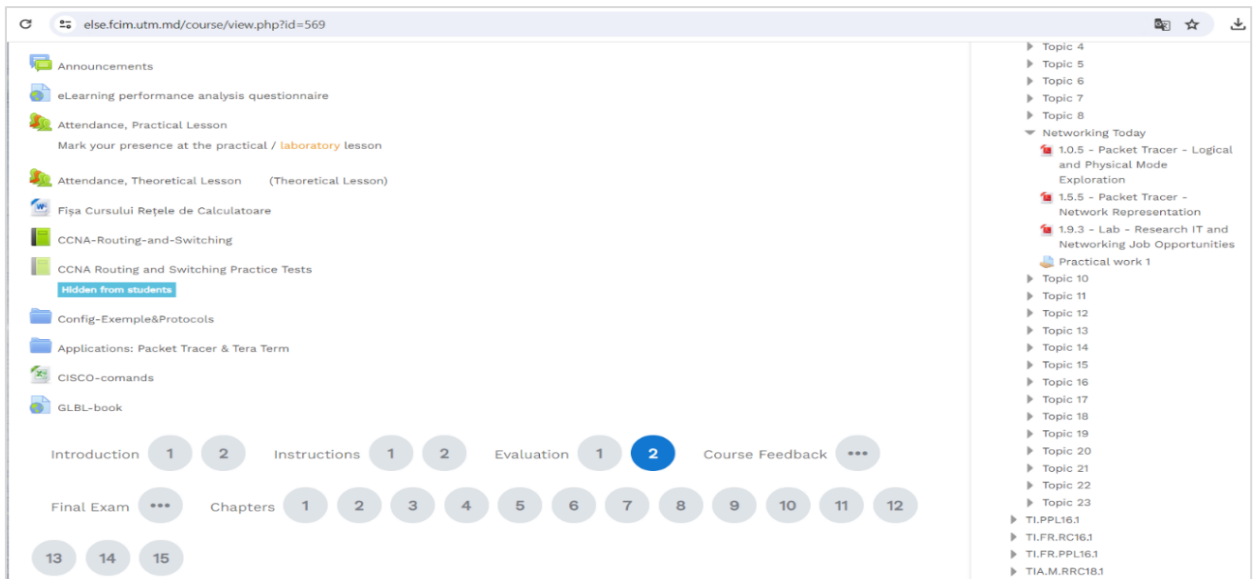 else.fcim.utm.md/course/view.php?id=569
Announcements
eLearning performance analysis questionnaire
Attendance, Practical Lesson
Mark your presence at the practical / laboratory lesson
Attendance, Theoretical Lesson (Theoretical Lesson)
Fișa Cursului Rețele de Calculatoare
CCNA-Routing-and-Switching
CCNA Routing and Switching Practice Tests
Hidden from students
Config-Exemple&Protocols
Applications: Packet Tracer & Tera Term
CISCO-comands
GLBL-book
Introduction 1 2 Instructions 1 2 Evaluation 1 2 Course Feedback •••
Final Exam ••• Chapters 1 2 3 4 5 6 7 8 9 10 11 12
13 14 15
Topic 4
Topic 5
Topic 6
Topic 7
Topic 8
Networking Today
1.0.5 - Packet Tracer - Logical
and Physical Mode
Exploration
1.5.5 - Packet Tracer -
Network Representation
1.9.3 - Lab - Research IT and
Networking Job Opportunities
Practical work 1
Topic 10
Topic 11
Topic 12
Topic 13
Topic 14
Topic 15
Topic 16
Topic 17
Topic 18
Topic 19
Topic 20
Topic 21
Topic 22
Topic 23
TI.PPL16.1
TI.FR.RC16.1
TI.FR.PPL16.1
TIA.M.RRC18.1